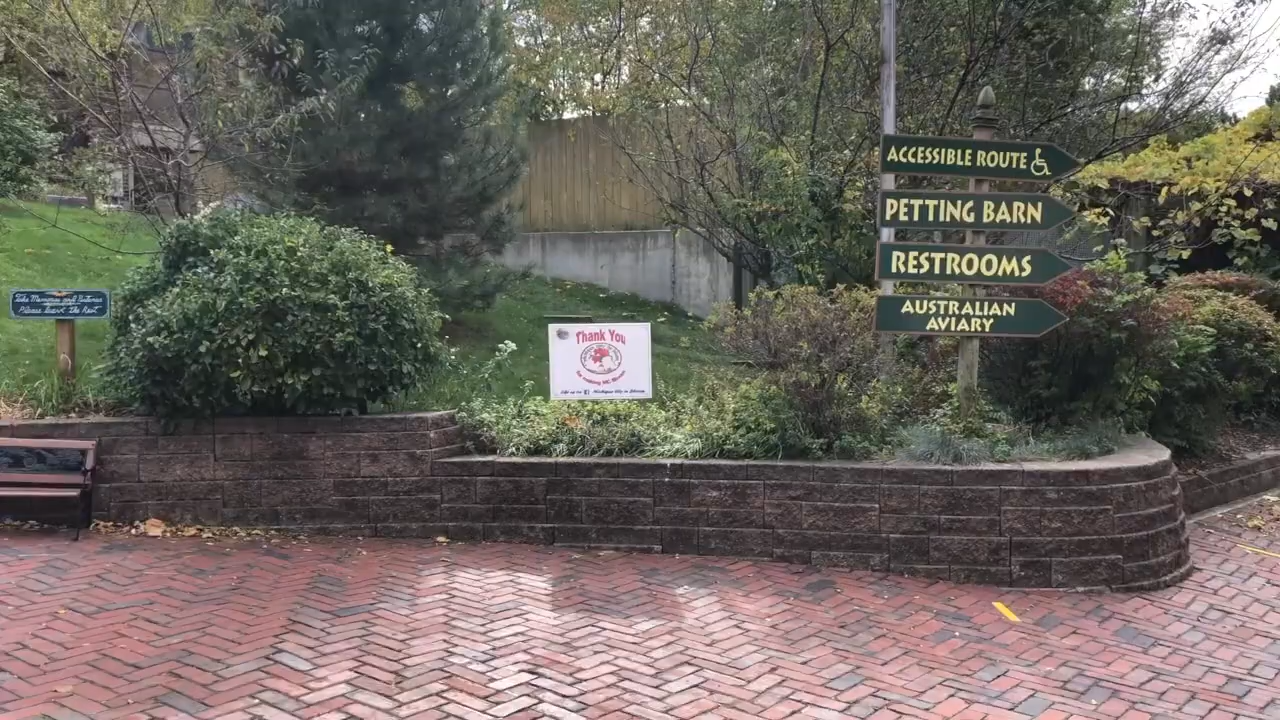 Take Memories and Pictures
Please Leave the Rest
Thank You
ACCESSIBLE ROUTE
PETTING BARN
RESTROOMS
AUSTRALIAN
AVIARY